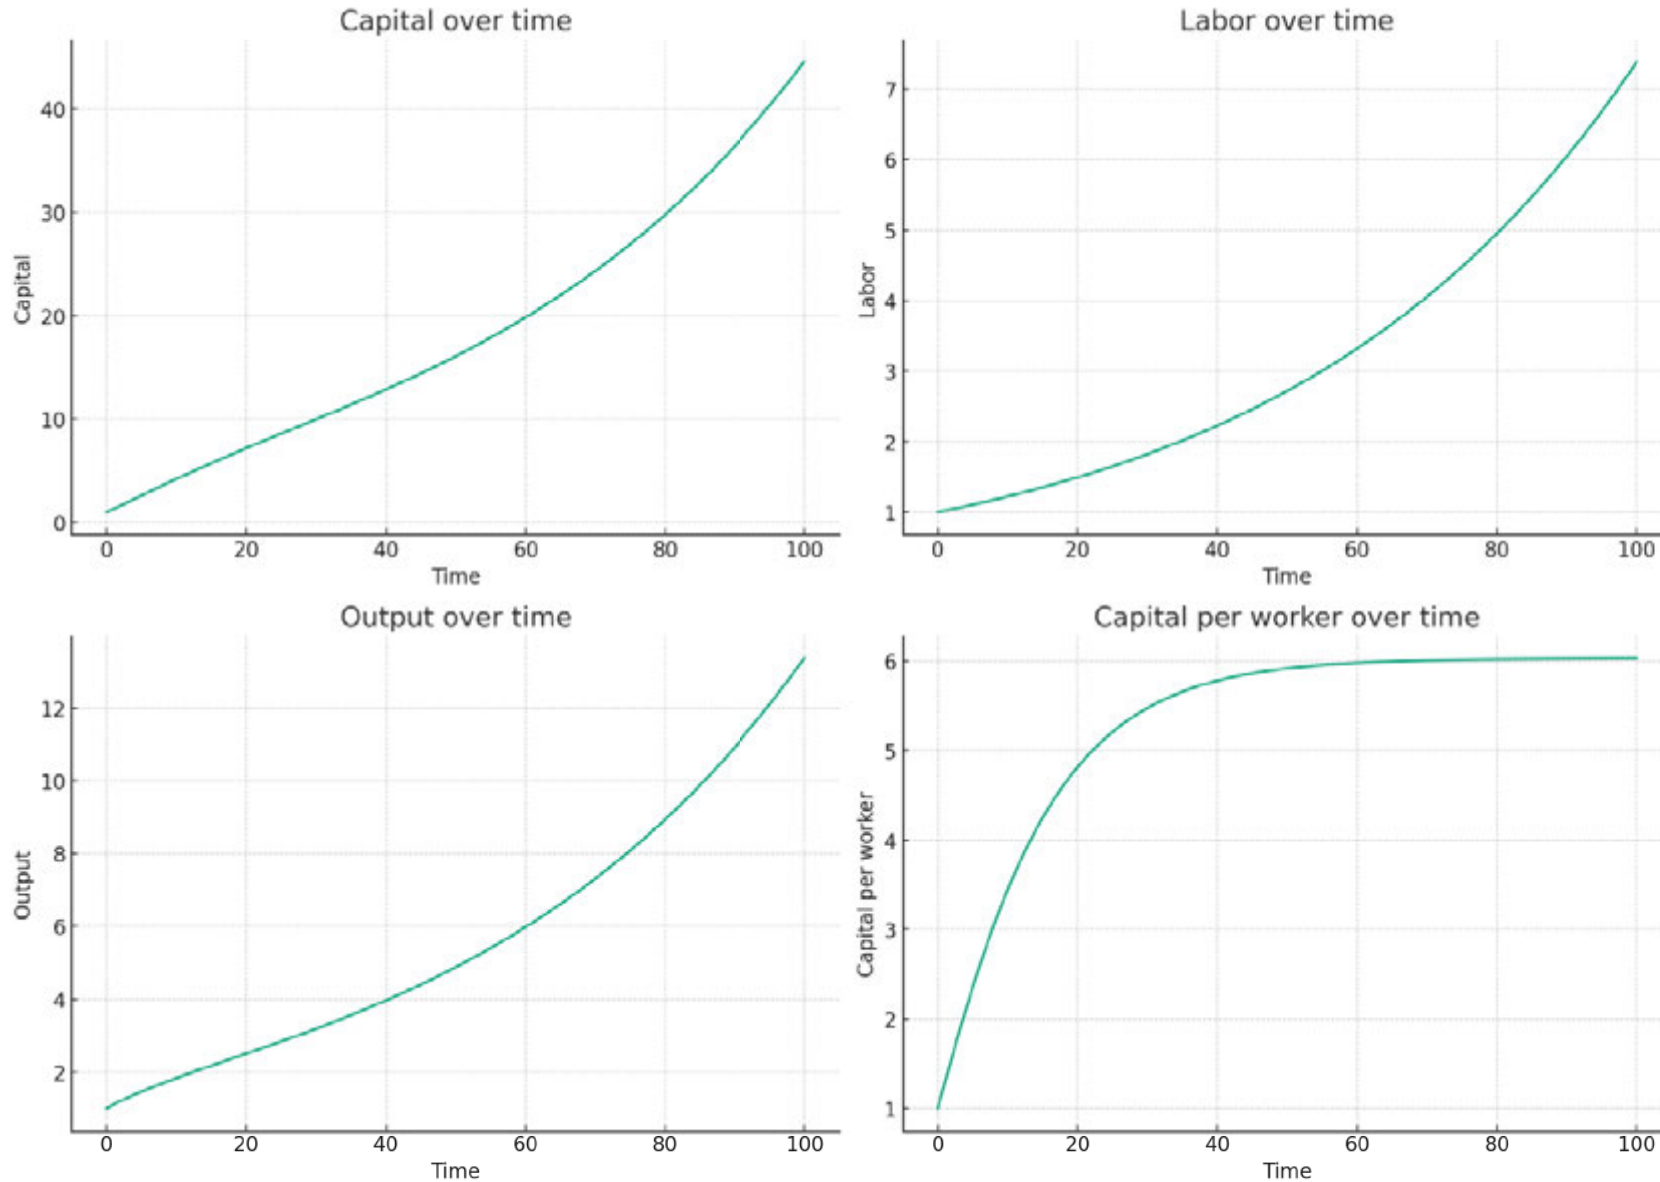 Capital over time
40
30
20
10
0
Capital
0 20 40 60 80 100
Time
Labor over time
7
6
5
4
3
2
1
Labor
0 20 40 60 80 100
Time
Output over time
12
10
8
6
4
2
Output
0 20 40 60 80 100
Time
Capital per worker over time
6
5
4
3
2
1
Capital per worker
0 20 40 60 80 100
Time